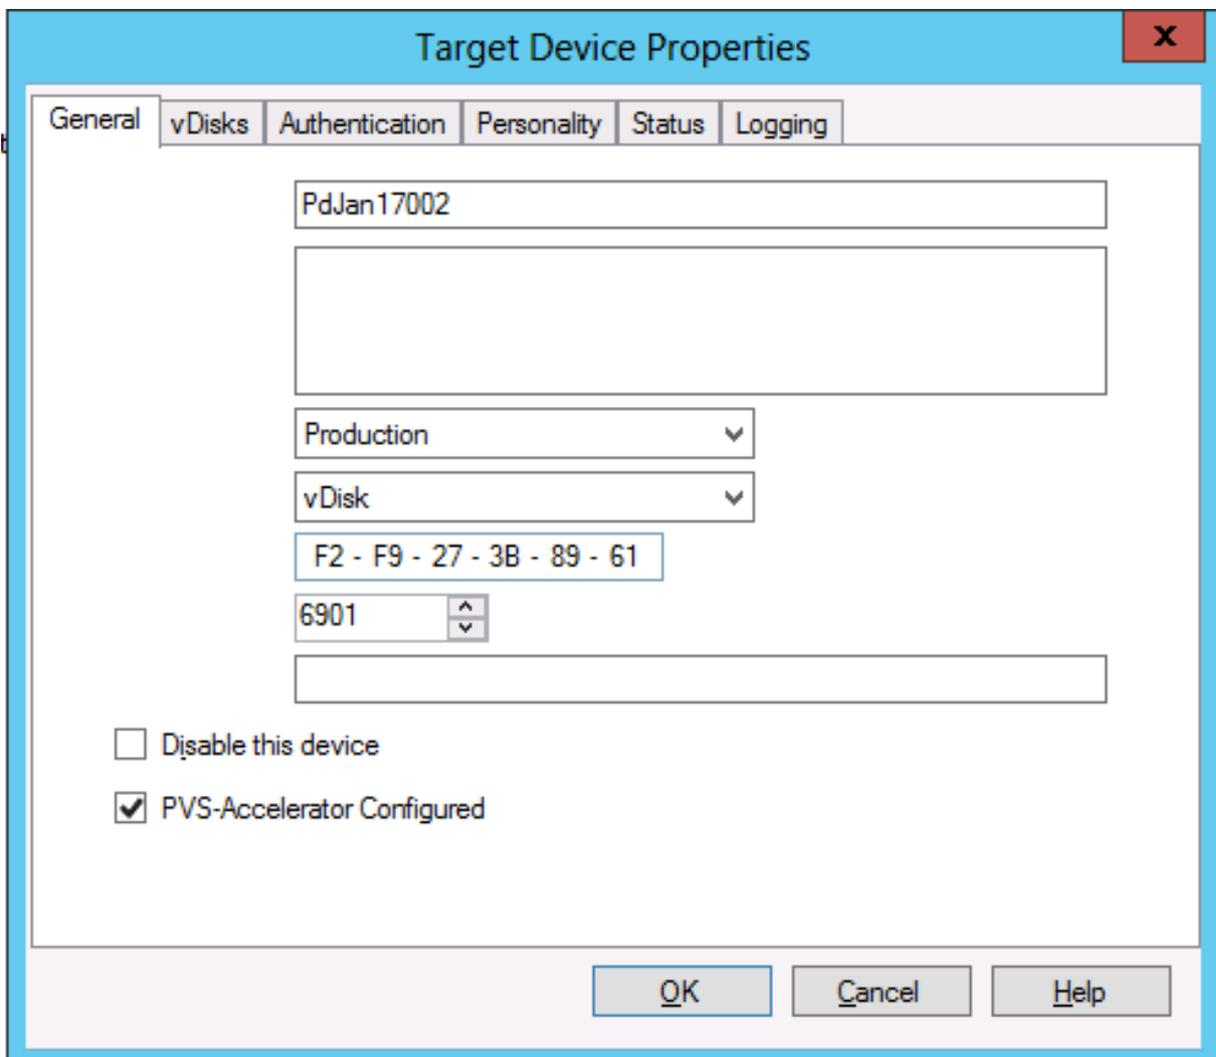 Target Device Properties
x
General vDisks Authentication Personality Status Logging
PdJan17002
Production
vDisk
F2 - F9 - 27 - 3B - 89 - 61
6901
Disable this device
PVS-Accelerator Configured
OK Cancel Help